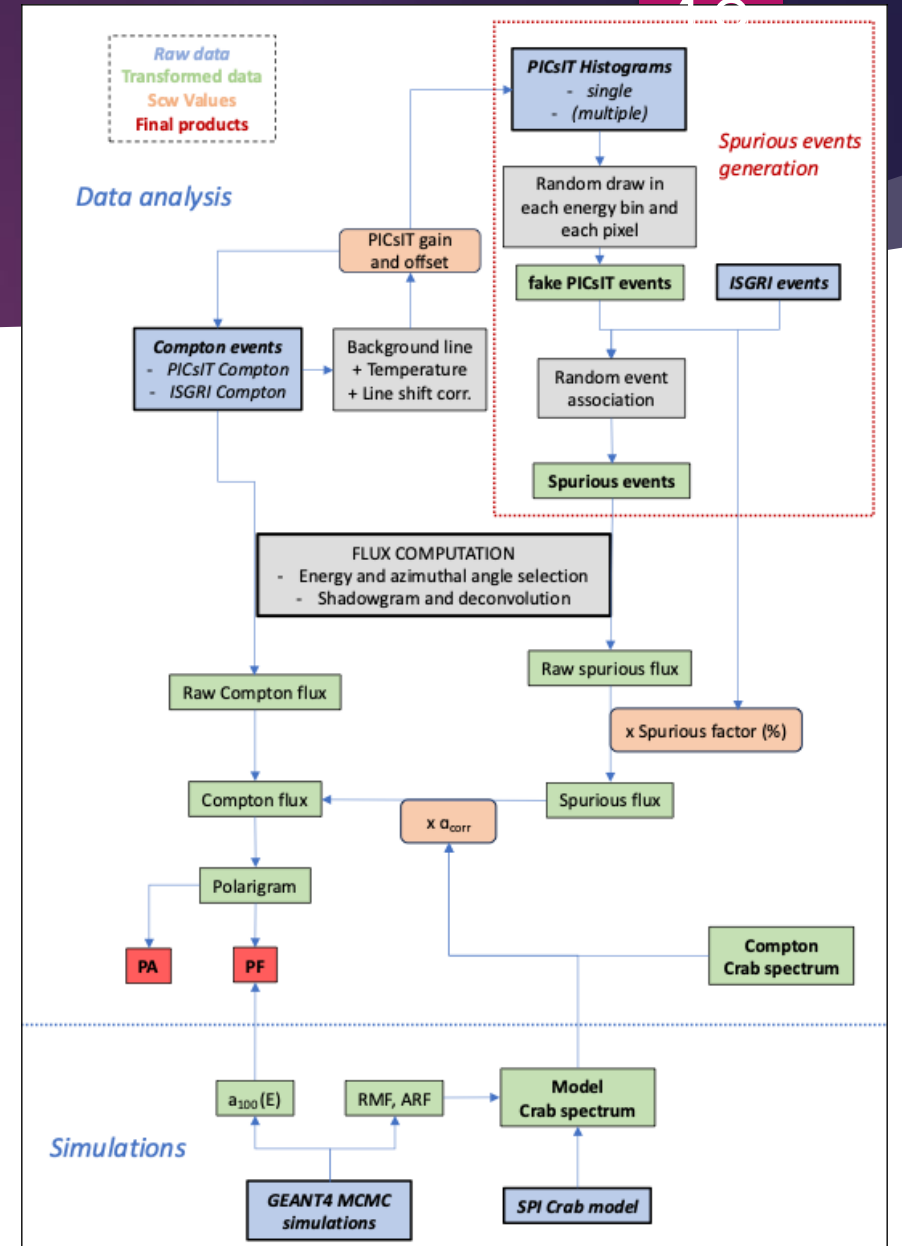 Raw data
Transformed data
Scw Values
Final products
Data analysis
PICsIT Histograms
- single
- (multiple)
Spurious events
generation
Random draw in
each energy bin and
each pixel
PICsIT gain
and offset
fake PICsIT events
ISGRI events
Compton events
- PICsIT Compton
- ISGRI Compton
Background line
+ Temperature
+ Line shift corr.
Random event
association
Spurious events
FLUX COMPUTATION
- Energy and azimuthal angle selection
- Shadowgram and deconvolution
Raw spurious flux
Raw Compton flux
x Spurious factor (%)
Compton flux
Spurious flux
x acorr
Polarigram
PA
PF
Compton
Crab spectrum
a100(E)
RMF, ARF
Model
Crab spectrum
Simulations
GEANT4 MCMC
simulations
SPI Crab model